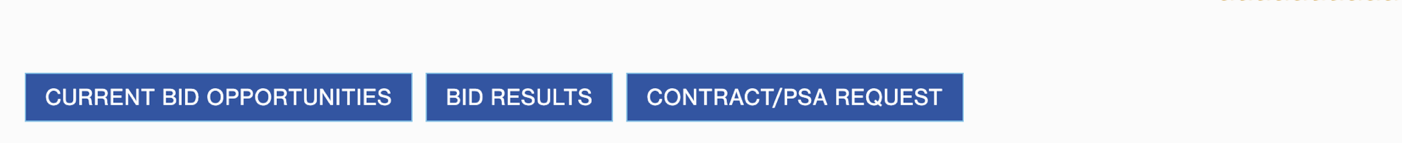 CURRENT BID OPPORTUNITIES BID RESULTS CONTRACT/PSA REQUEST